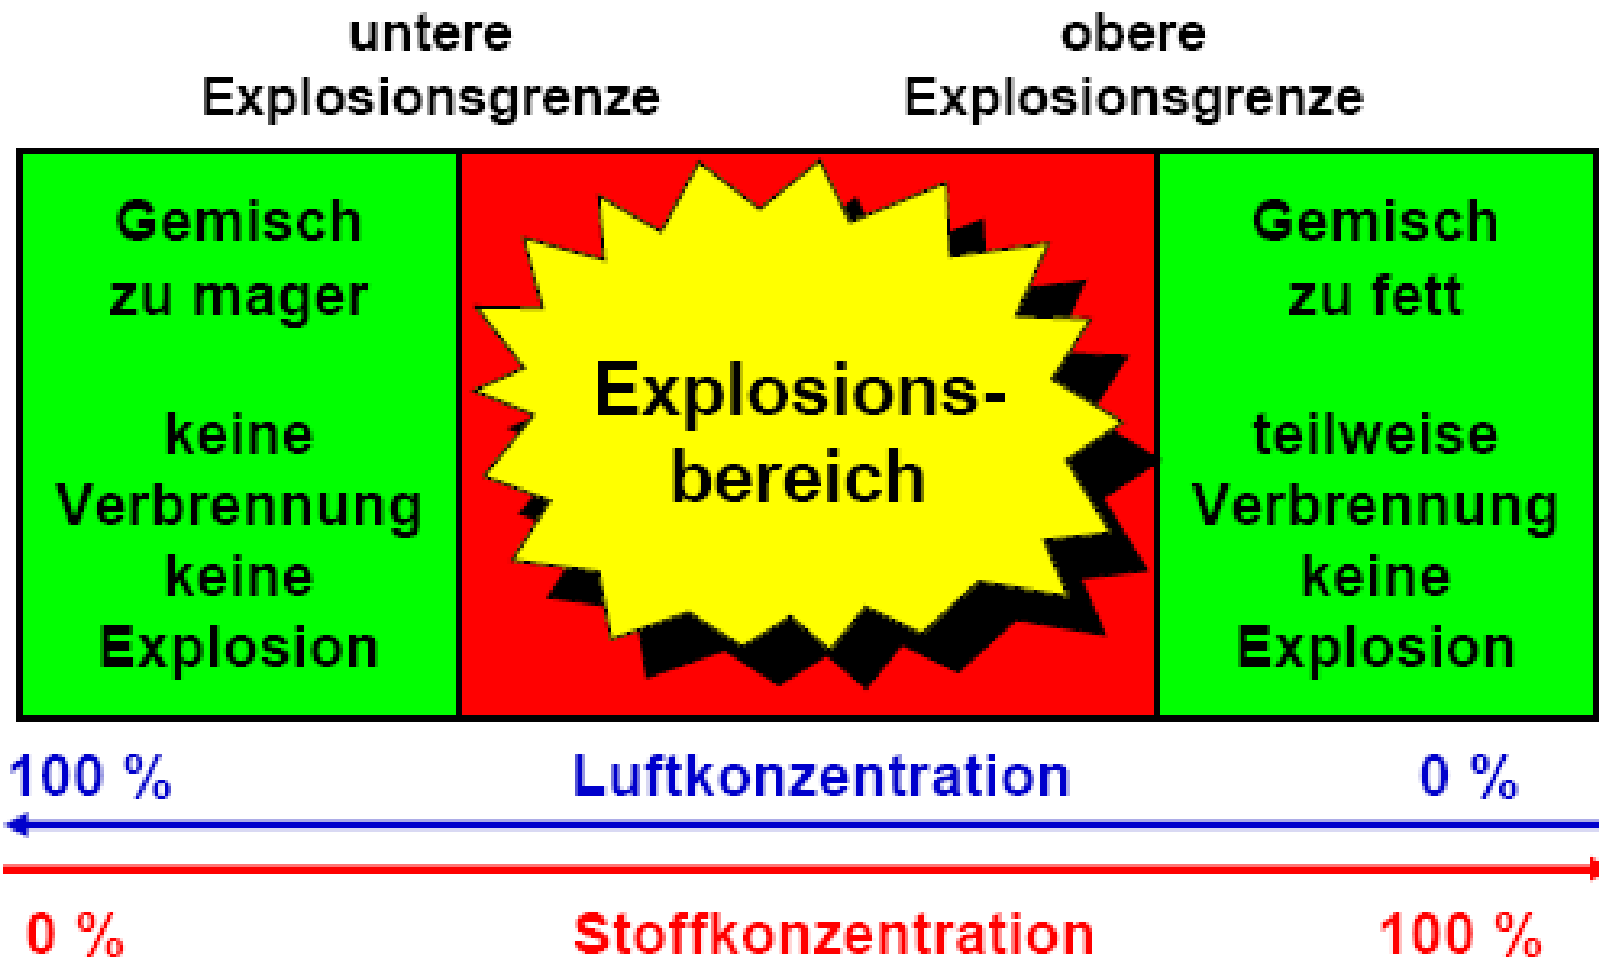 untere
Explosionsgrenze
obere
Explosionsgrenze
Gemisch
zu mager
keine
Verbrennung
keine
Explosion
Explosions-
bereich
Gemisch
zu fett
teilweise
Verbrennung
keine
Explosion
100 % Luftkonzentration 0 %
0 % Stoffkonzentration 100 %